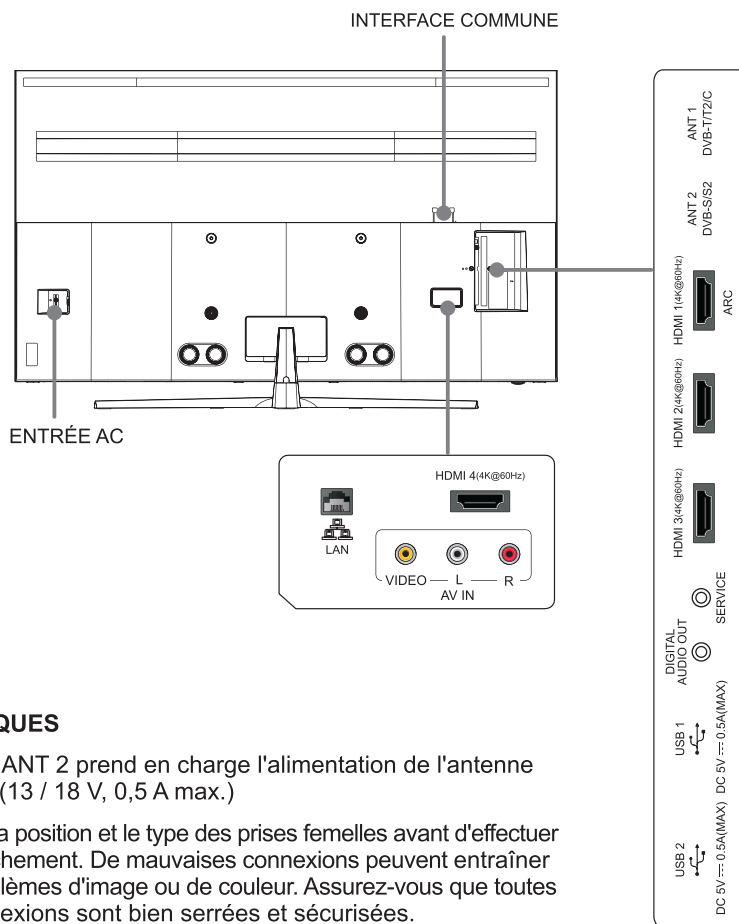 INTERFACE COMMUNE
ANT 1
DVB-T/T2/C
ANT 2
DVB-S/S2
HDMI 1(4K@60Hz)
ARC
HDMI 2(4K@60Hz)
HDMI 3(4K@60Hz)
SERVICE
DIGITAL
AUDIO OUT
USB 1
DC 5V ⎓ 0.5A(MAX)
USB 2
DC 5V ⎓ 0.5A(MAX)
ENTRÉE AC
HDMI 4(4K@60Hz)
LAN
VIDEO L R
AV IN
QUES
ANT 2 prend en charge l'alimentation de l'antenne
(13 / 18 V, 0,5 A max.)
a position et le type des prises femelles avant d'effectuer
chement. De mauvaises connexions peuvent entraîner
lèmes d'image ou de couleur. Assurez-vous que toutes
exions sont bien serrées et sécurisées.